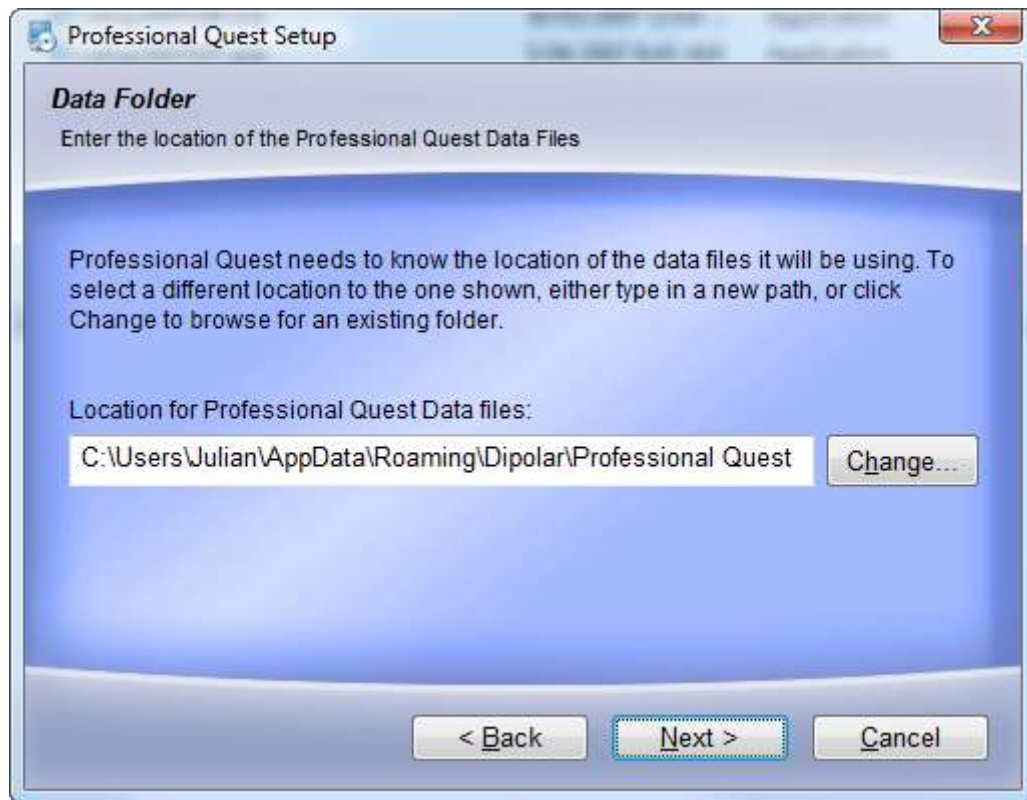 Professional Quest Setup
Data Folder
Enter the location of the Professional Quest Data Files
Professional Quest needs to know the location of the data files it will be using. To
select a different location to the one shown, either type in a new path, or click
Change to browse for an existing folder.
Location for Professional Quest Data files:
C:\Users\Julian\AppData\Roaming\Dipolar\Professional Quest
Change...
< Back
Next >
Cancel